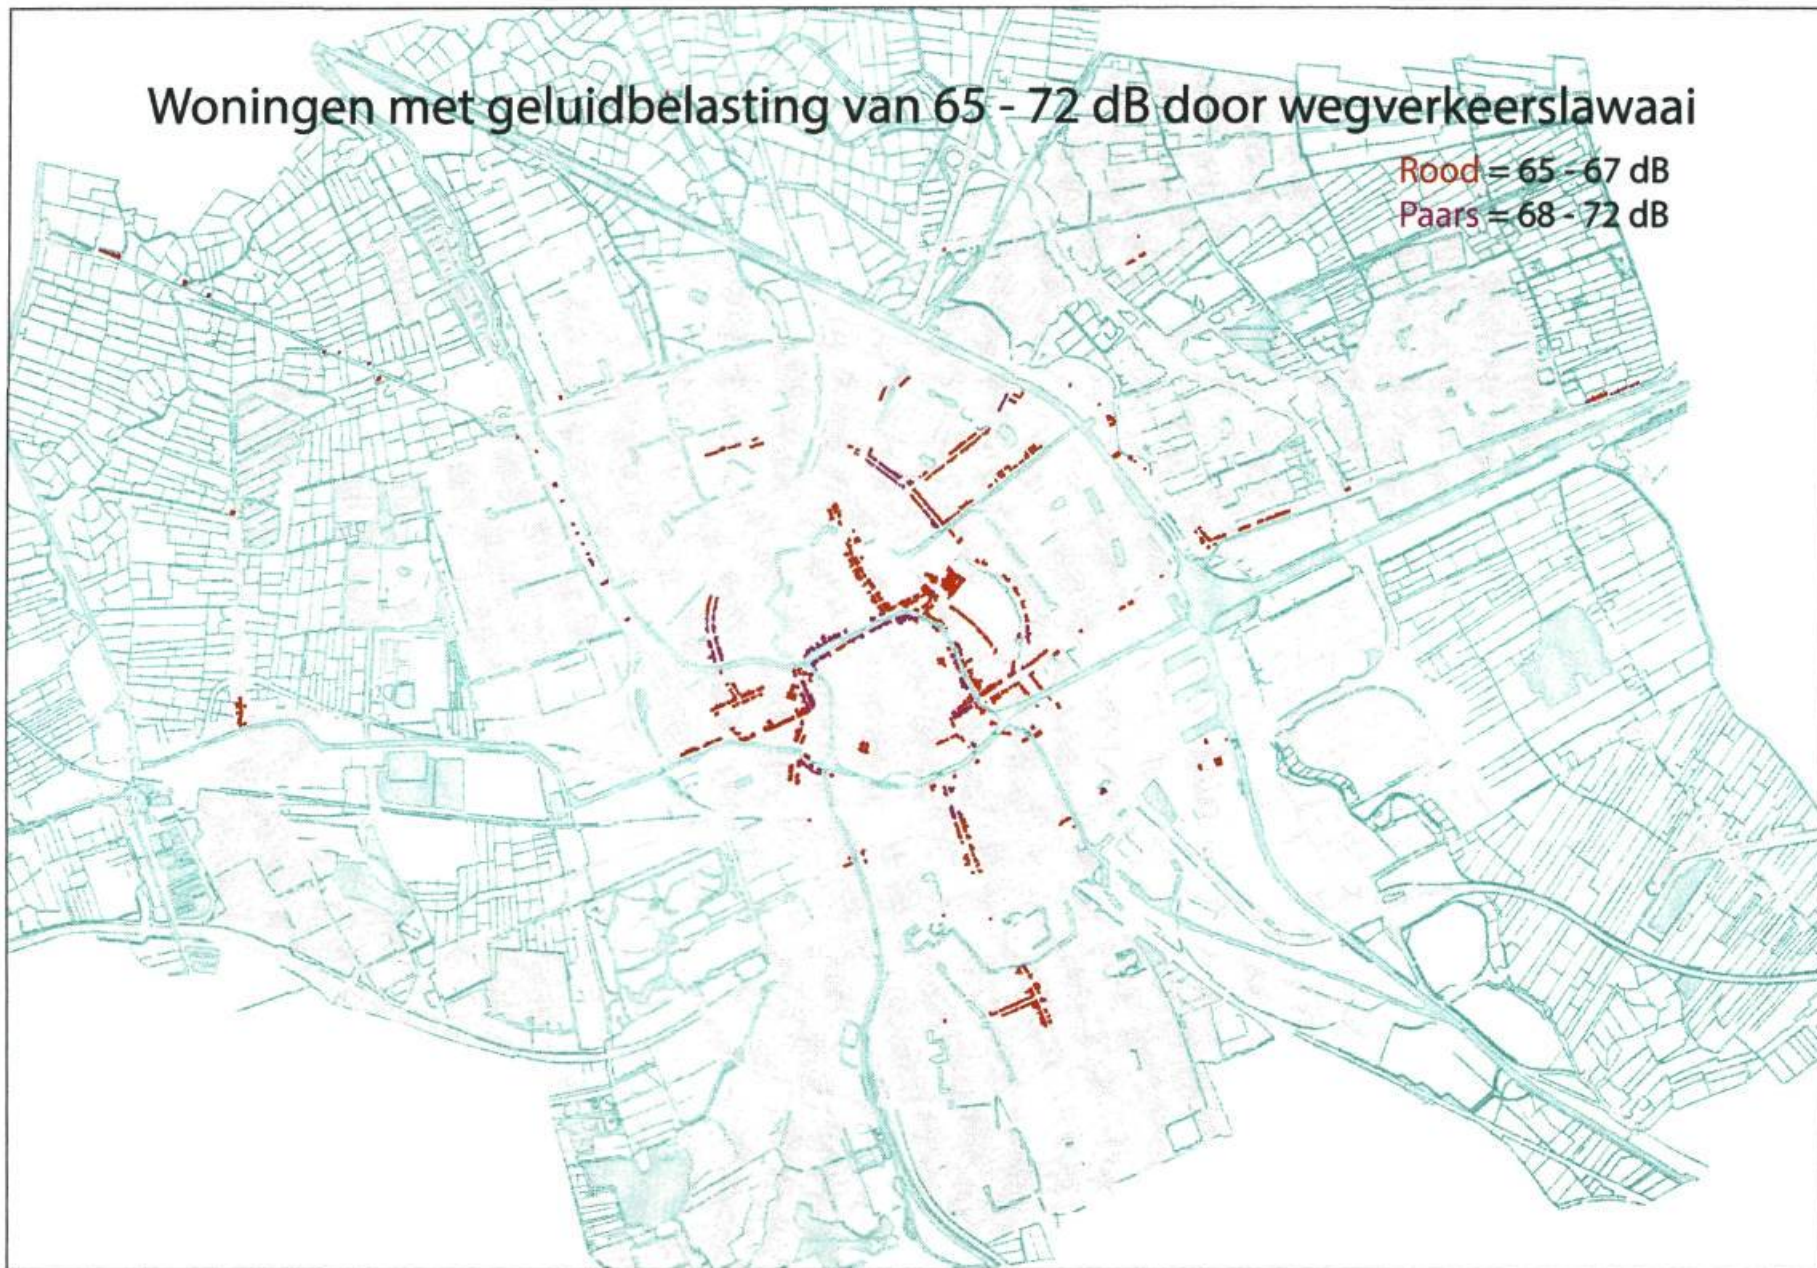 Woningen met geluidbelasting van 65 - 72 dB door wegverkeerslawaai
Rood = 65 - 67 dB
Paars = 68 - 72 dB